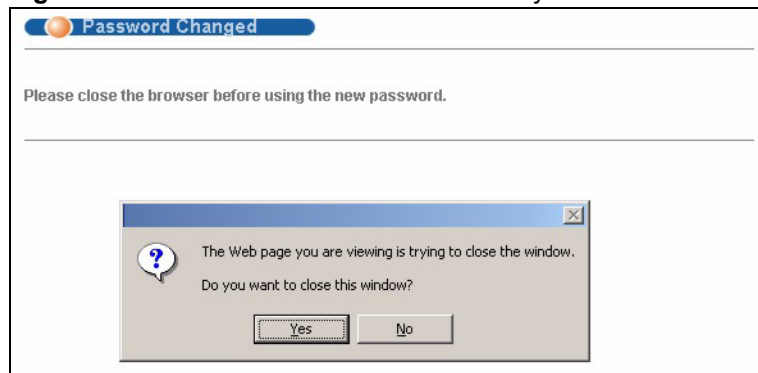 Password Changed
Please close the browser before using the new password.
The Web page you are viewing is trying to close the window.
Do you want to close this window?
Yes
No